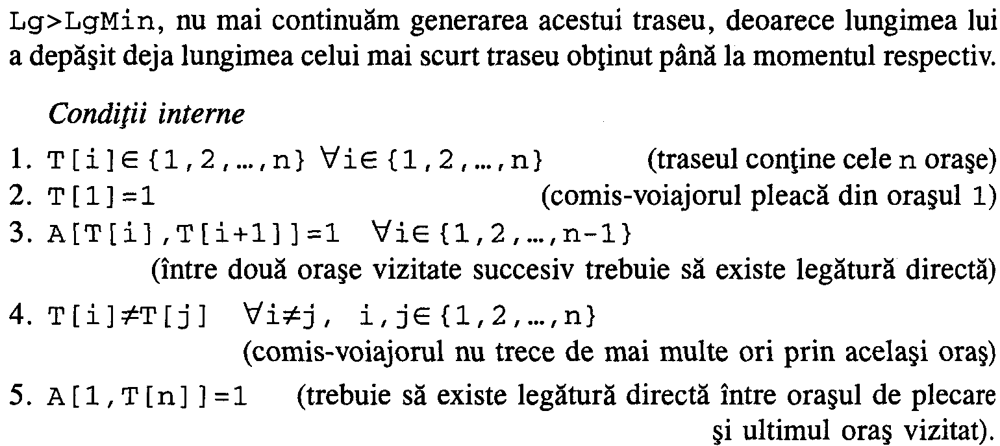 Lg>LgMin, nu mai continuăm generarea acestui traseu, deoarece lungimea lui
a depăşit deja lungimea celui mai scurt traseu obţinut până la momentul respectiv.
Condiţii interne
1. T[i]∈{1,2,…,n} ∀i∈{1,2,…,n} (traseul conţine cele n oraşe)
2. T[1]=1 (comis-voiajorul pleacă din oraşul 1)
3. A[T[i],T[i+1]]=1 ∀i∈{1,2,…,n-1}
(între două oraşe vizitate succesiv trebuie să existe legătură directă)
4. T[i]≠T[j] ∀i≠j, i,j∈{1,2,…,n}
(comis-voiajorul nu trece de mai multe ori prin acelaşi oraş)
5. A[1,T[n]]=1 (trebuie să existe legătură directă între oraşul de plecare
şi ultimul oraş vizitat).